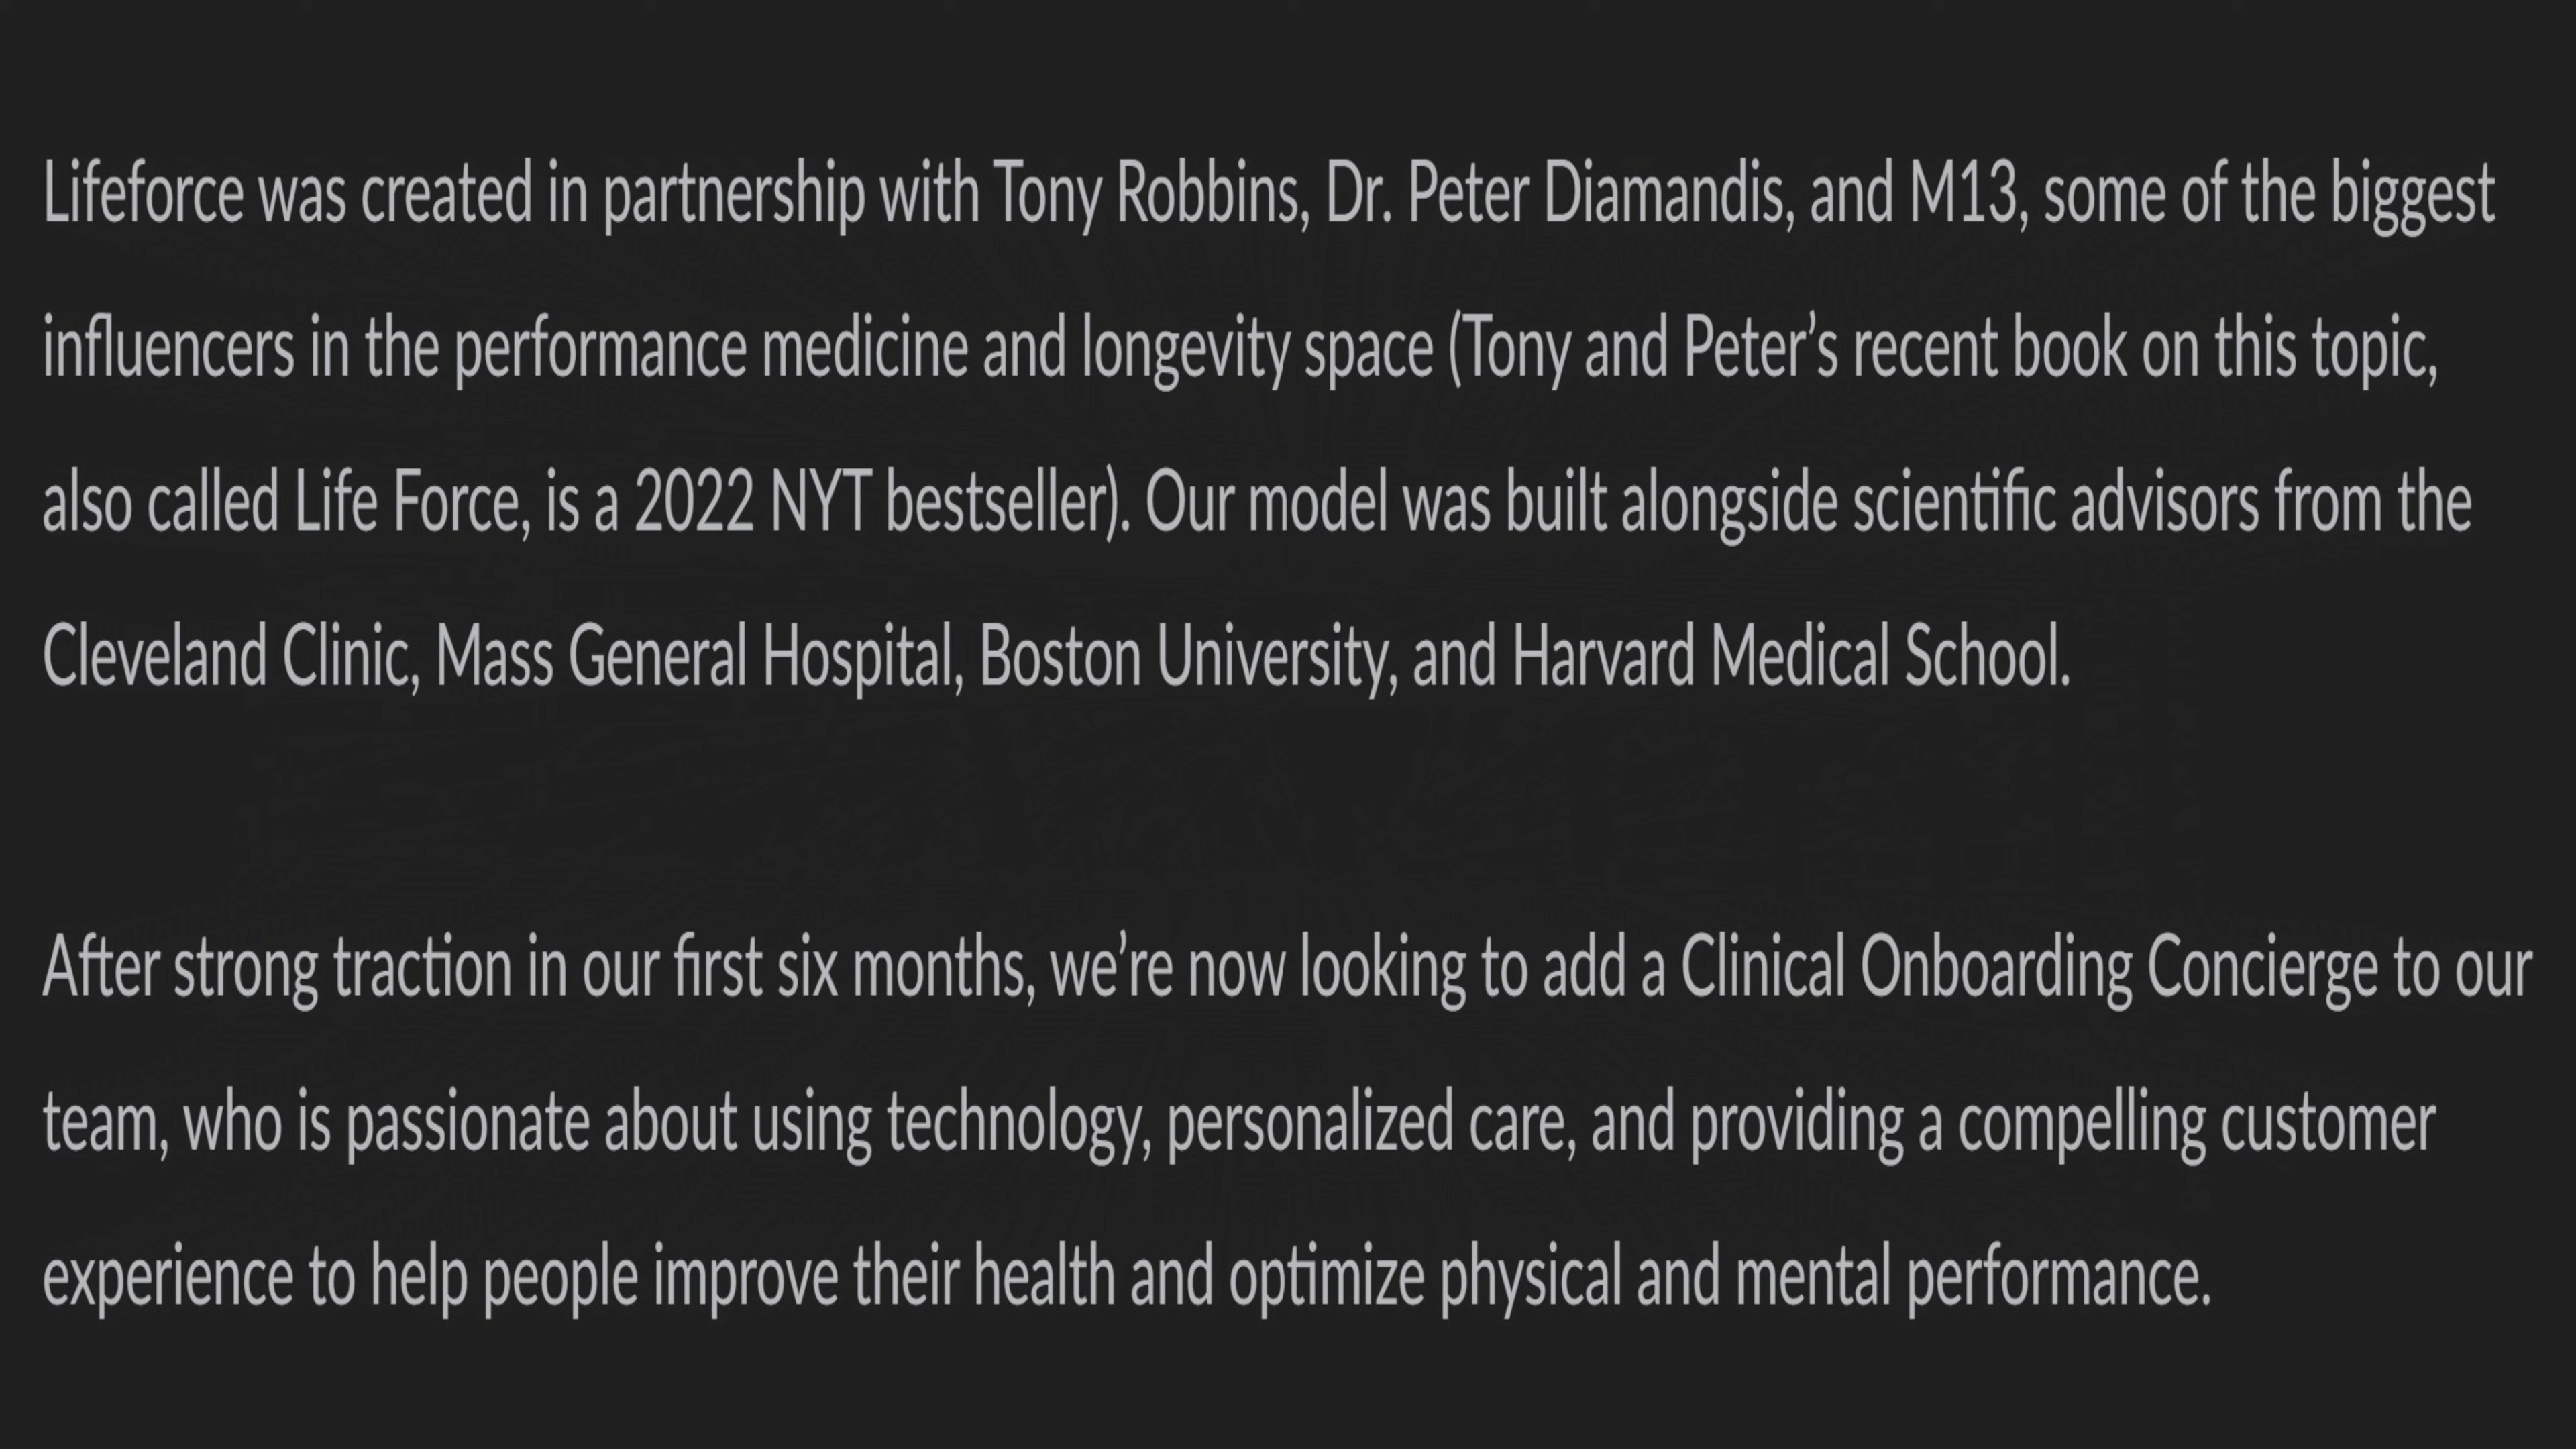 Lifeforce was created in partnership with Tony Robbins, Dr. Peter Diamandis, and M13, some of the biggest
influencers in the performance medicine and longevity space (Tony and Peter’s recent book on this topic,
also called Life Force, is a 2022 NYT bestseller). Our model was built alongside scientific advisors from the
Cleveland Clinic, Mass General Hospital, Boston University, and Harvard Medical School.
After strong traction in our first six months, we’re now looking to add a Clinical Onboarding Concierge to our
team, who is passionate about using technology, personalized care, and providing a compelling customer
experience to help people improve their health and optimize physical and mental performance.